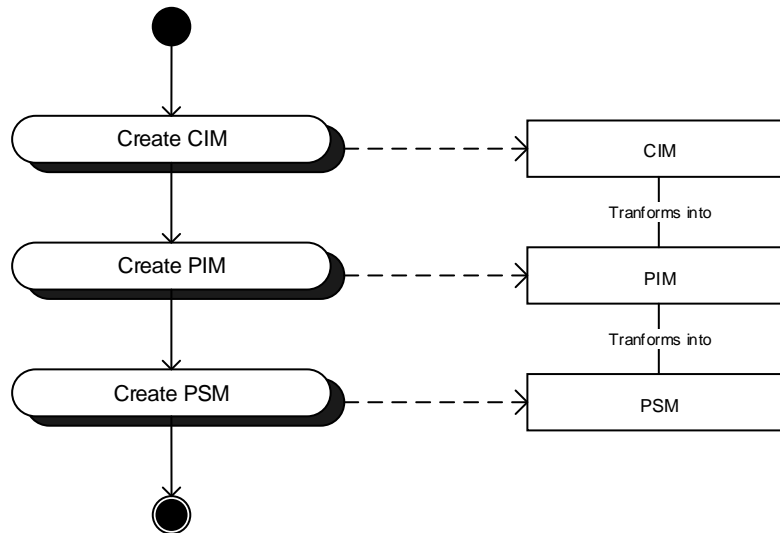 Create CIM
CIM
Tranforms into
Create PIM
PIM
Tranforms into
Create PSM
PSM